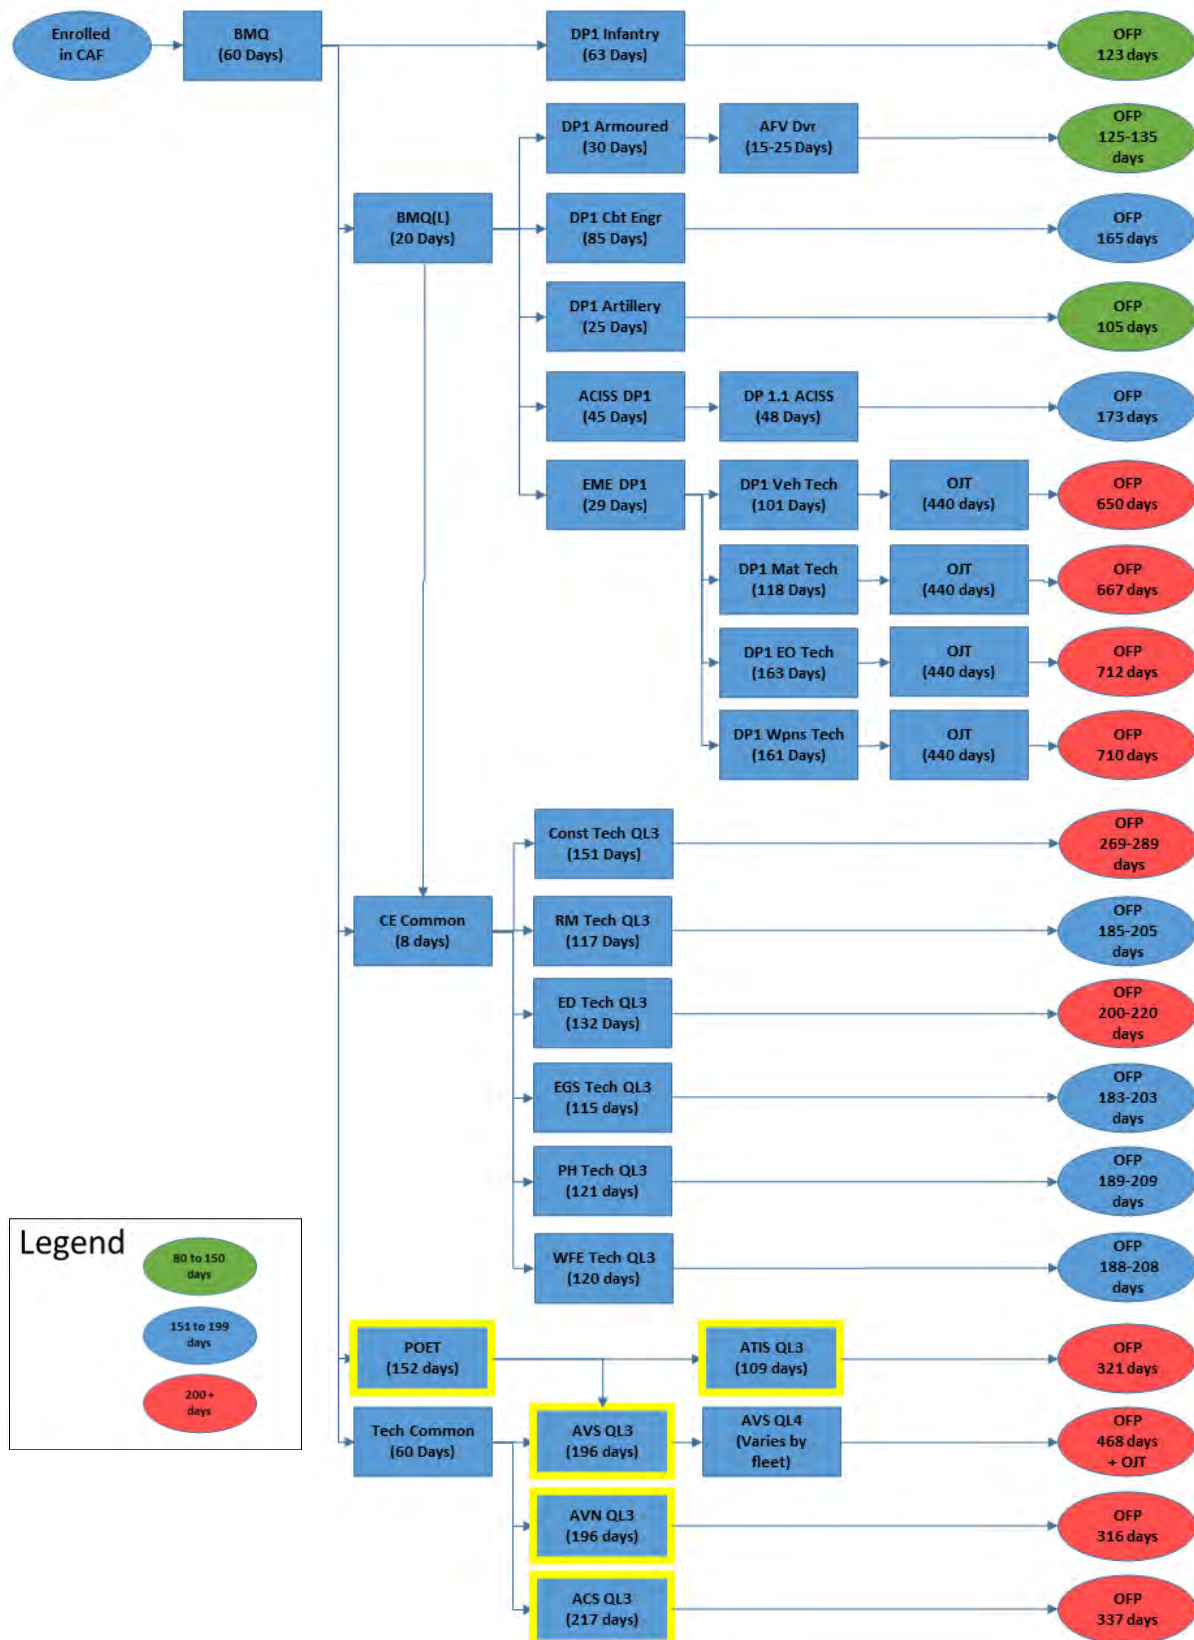 Enrolled
in CAF
BMQ
(60 Days)
DP1 Infantry
(63 Days)
OFP
123 days
DP1 Armoured
(30 Days)
AFV Dvr
(15-25 Days)
OFP
125-135
days
BMQ(L)
(20 Days)
DP1 Cbt Engr
(85 Days)
OFP
165 days
DP1 Artillery
(25 Days)
OFP
105 days
ACISS DP1
(45 Days)
DP 1.1 ACISS
(48 Days)
OFP
173 days
EME DP1
(29 Days)
DP1 Veh Tech
(101 Days)
OJT
(440 days)
OFP
650 days
DP1 Mat Tech
(118 Days)
OJT
(440 days)
OFP
667 days
DP1 EO Tech
(163 Days)
OJT
(440 days)
OFP
712 days
DP1 Wpns Tech
(161 Days)
OJT
(440 days)
OFP
710 days
Const Tech QL3
(151 Days)
OFP
269-289
days
CE Common
(8 days)
RM Tech QL3
(117 Days)
OFP
185-205
days
ED Tech QL3
(132 Days)
OFP
200-220
days
EGS Tech QL3
(115 days)
OFP
183-203
days
PH Tech QL3
(121 days)
OFP
189-209
days
WFE Tech QL3
(120 days)
OFP
188-208
days
Legend
80 to 150
days
151 to 199
days
200 +
days
POET
(152 days)
ATIS QL3
(109 days)
OFP
321 days
Tech Common
(60 Days)
AVS QL3
(196 days)
AVS QL4
(Varies by
fleet)
OFP
468 days
+ OJT
AVN QL3
(196 days)
OFP
316 days
ACS QL3
(217 days)
OFP
337 days